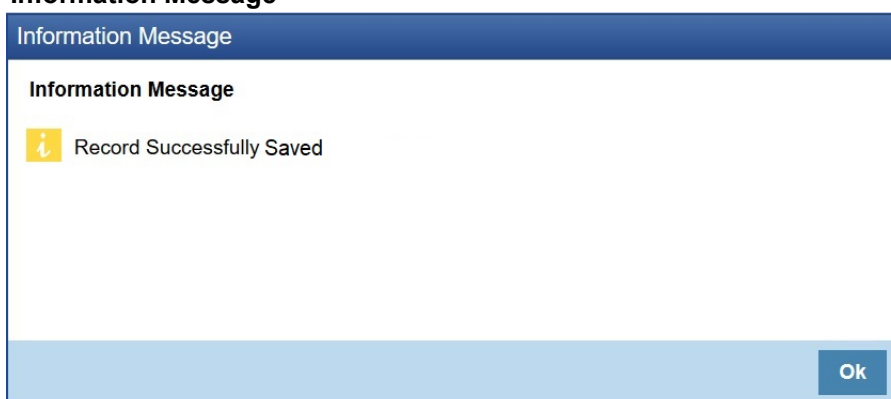 Information Message
Information Message
Information Message
i Record Successfully Saved
Ok